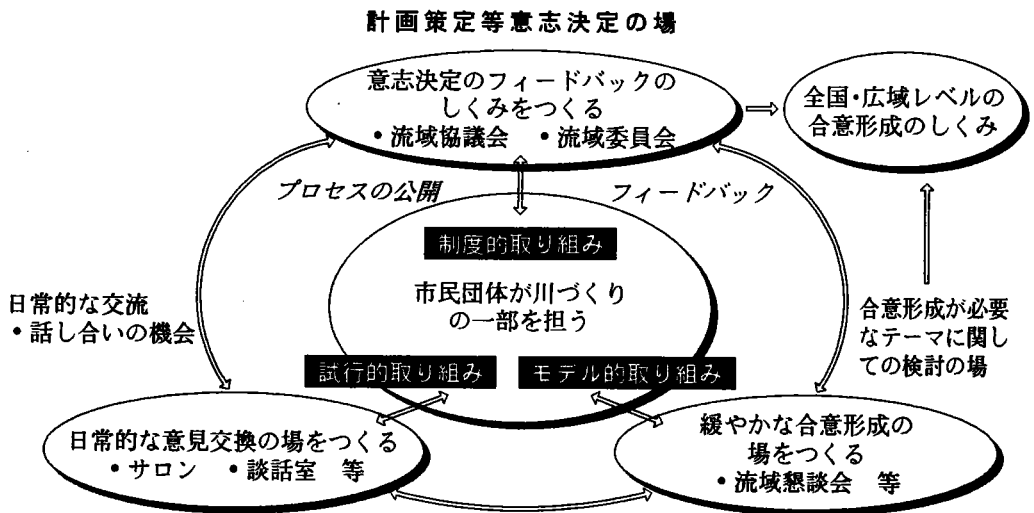 計画策定等意志決定の場
意志決定のフィードバックの
しくみをつくる
・流域協議会 ・流域委員会
全国・広域レベルの
合意形成のしくみ
プロセスの公開
フィードバック
制度的取り組み
市民団体が川づくり
の一部を担う
試行的取り組み
モデル的取り組み
日常的な交流
・話し合いの機会
合意形成が必要
なテーマに関し
ての検討の場
日常的な意見交換の場をつくる
・サロン ・談話室 等
緩やかな合意形成の
場をつくる
・流域懇談会 等